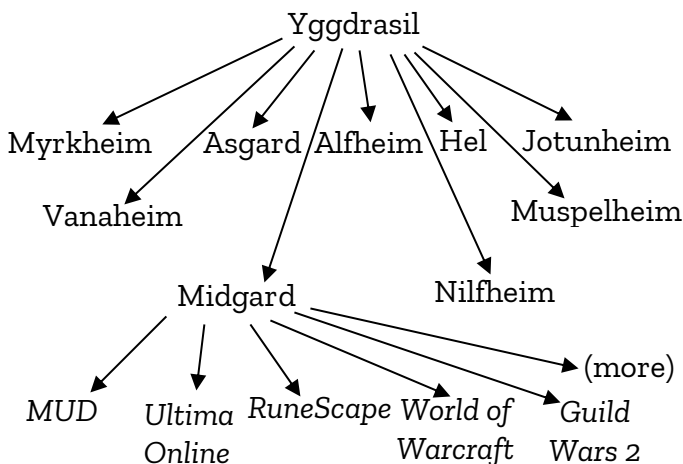 Yggdrasil
Myrkheim
Asgard
Alfheim
Hel
Jotunheim
Vanaheim
Muspelheim
Midgard
Nilfheim
(more)
MUD
Ultima
Online
RuneScape
World of
Warcraft
Guild
Wars 2